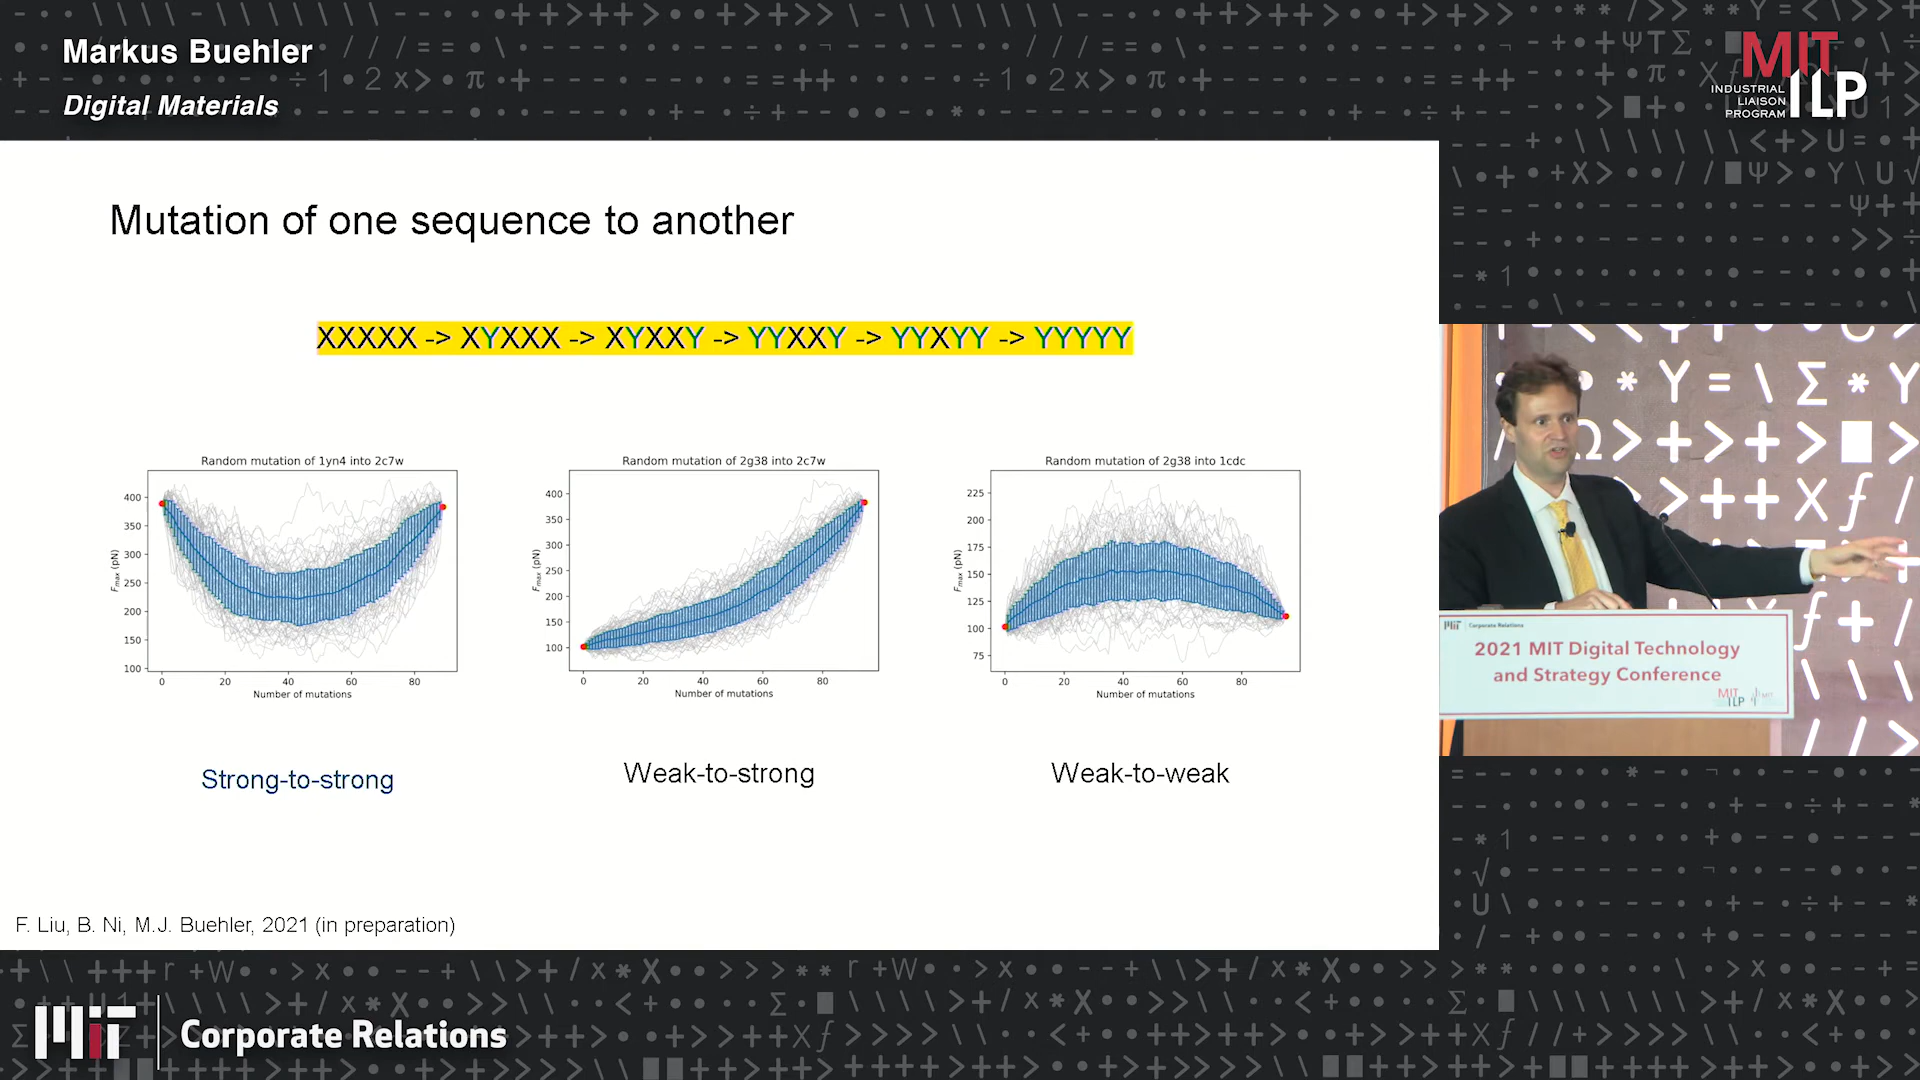 Markus Buehler
Digital Materials
MIT
ILP
INDUSTRIAL
LIAISON
PROGRAM
Mutation of one sequence to another
XXXXX -> XYXXX -> XYXXY -> YYXXY -> YYXYY -> YYYYY
Random mutation of 1yn4 into 2c7w
400
350
300
250
200
150
100
Fmax (pN)
0 20 40 60 80
Number of mutations
Strong-to-strong
Random mutation of 2g38 into 2c7w
400
350
300
250
200
150
100
Fmax (pN)
0 20 40 60 80
Number of mutations
Weak-to-strong
Random mutation of 2g38 into 1cdc
225
200
175
150
125
100
75
Fmax (pN)
0 20 40 60 80
Number of mutations
Weak-to-weak
F. Liu, B. Ni, M.J. Buehler, 2021 (in preparation)
MIT Corporate Relations
2021 MIT Digital Technology
and Strategy Conference
MIT
ILP
MIT
Corporate Relations